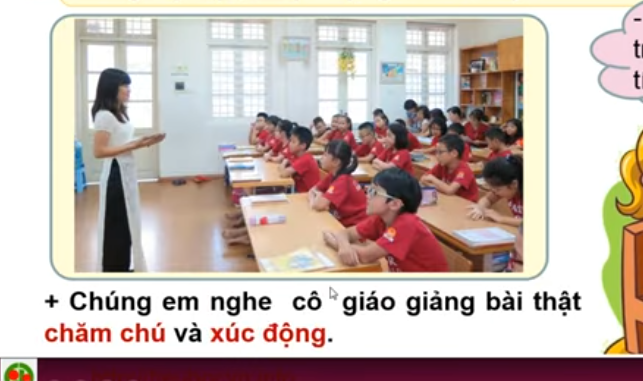 + Chúng em nghe cô giáo giảng bài thật
chăm chú và xúc động.